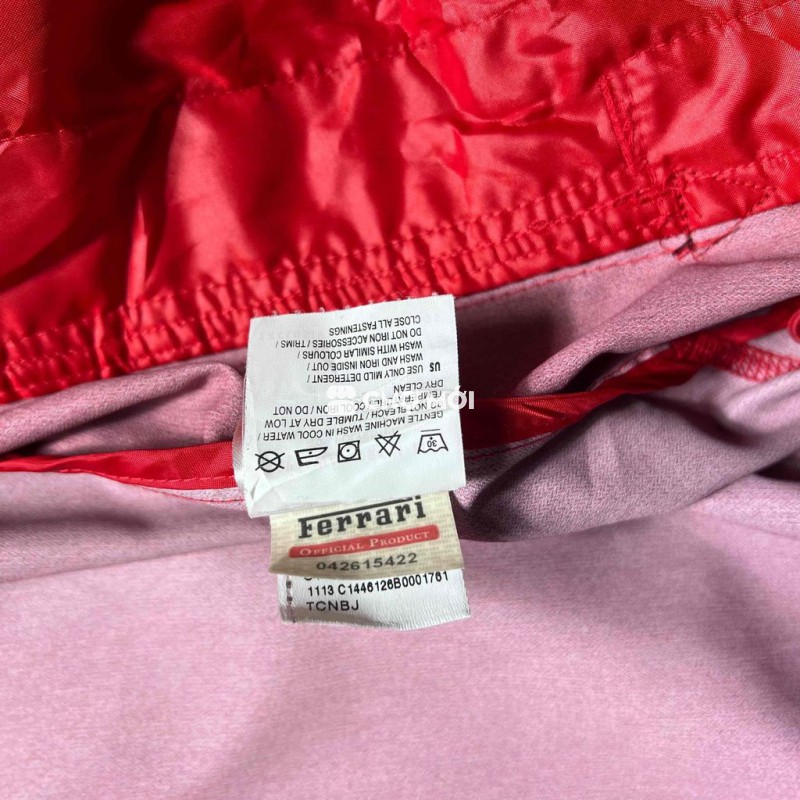 30
GENTLE MACHINE WASH IN COOL WATER /
DO NOT BLEACH / TUMBLE DRY AT LOW
DRY CLEAN
US USE ONLY MILD DETERGENT /
WASH AND IRON INSIDE OUT /
WASH WITH SIMILAR COLOURS /
DO NOT IRON ACCESSORIES / TRIMS /
CLOSE ALL FASTENINGS
Ferrari
OFFICIAL PRODUCT
042615422
1113 C1446126B0001761
TCNBJ